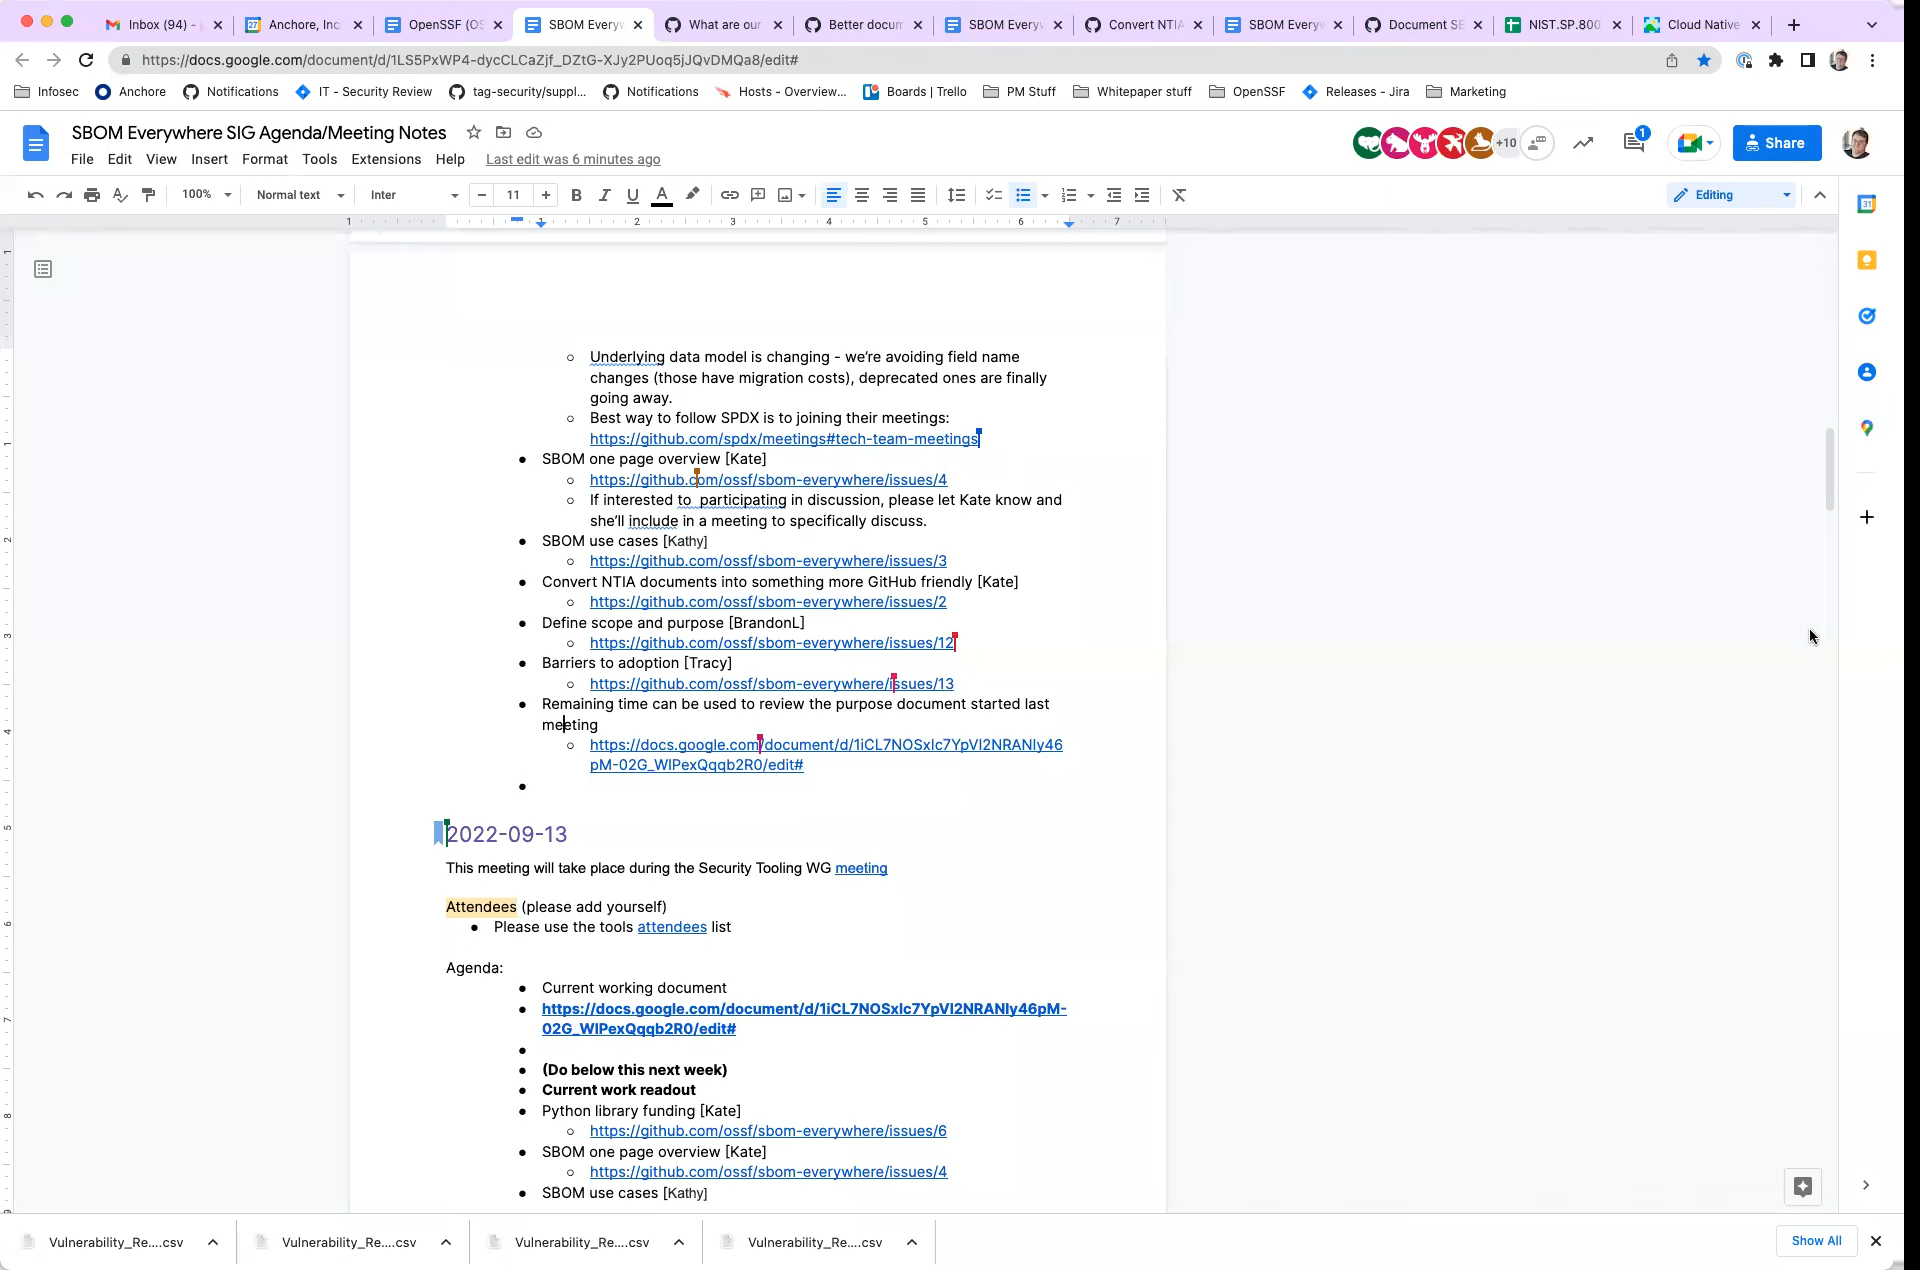 Inbox (94) -
Anchore, Inc
OpenSSF (OS
SBOM Everyw
What are our
Better docum
SBOM Everyw
Convert NTIA
SBOM Everyw
Document SB
NIST.SP.800
Cloud Native
https://docs.google.com/document/d/1LS5PxWP4-dycCLCaZjf_DZtG-XJy2PUoq5jJQvDMQa8/edit#
Infosec
Anchore
Notifications
IT - Security Review
tag-security/suppl...
Notifications
Hosts - Overview...
Boards | Trello
PM Stuff
Whitepaper stuff
OpenSSF
Releases - Jira
Marketing
SBOM Everywhere SIG Agenda/Meeting Notes
+10
1
Share
File Edit View Insert Format Tools Extensions Help Last edit was 6 minutes ago
100% Normal text Inter 11 Editing
1 1 2 3 4 5 6 7
Underlying data model is changing - we're avoiding field name
changes (those have migration costs), deprecated ones are finally
going away.
Best way to follow SPDX is to joining their meetings:
https://github.com/spdx/meetings#tech-team-meetings
SBOM one page overview [Kate]
https://github.com/ossf/sbom-everywhere/issues/4
If interested to  participating in discussion, please let Kate know and
she'll include in a meeting to specifically discuss.
SBOM use cases [Kathy]
https://github.com/ossf/sbom-everywhere/issues/3
Convert NTIA documents into something more GitHub friendly [Kate]
https://github.com/ossf/sbom-everywhere/issues/2
Define scope and purpose [BrandonL]
https://github.com/ossf/sbom-everywhere/issues/12
Barriers to adoption [Tracy]
https://github.com/ossf/sbom-everywhere/issues/13
Remaining time can be used to review the purpose document started last
meeting
https://docs.google.com/document/d/1iCL7NOSxlc7YpVl2NRANly46
pM-02G_WlPexQqqb2R0/edit#
2022-09-13
This meeting will take place during the Security Tooling WG meeting
Attendees (please add yourself)
Please use the tools attendees list
Agenda:
Current working document
https://docs.google.com/document/d/1iCL7NOSxlc7YpVl2NRANly46pM-
02G_WlPexQqqb2R0/edit#
(Do below this next week)
Current work readout
Python library funding [Kate]
https://github.com/ossf/sbom-everywhere/issues/6
SBOM one page overview [Kate]
https://github.com/ossf/sbom-everywhere/issues/4
SBOM use cases [Kathy]
Vulnerability_Re....csv
Vulnerability_Re....csv
Vulnerability_Re....csv
Vulnerability_Re....csv
Show All